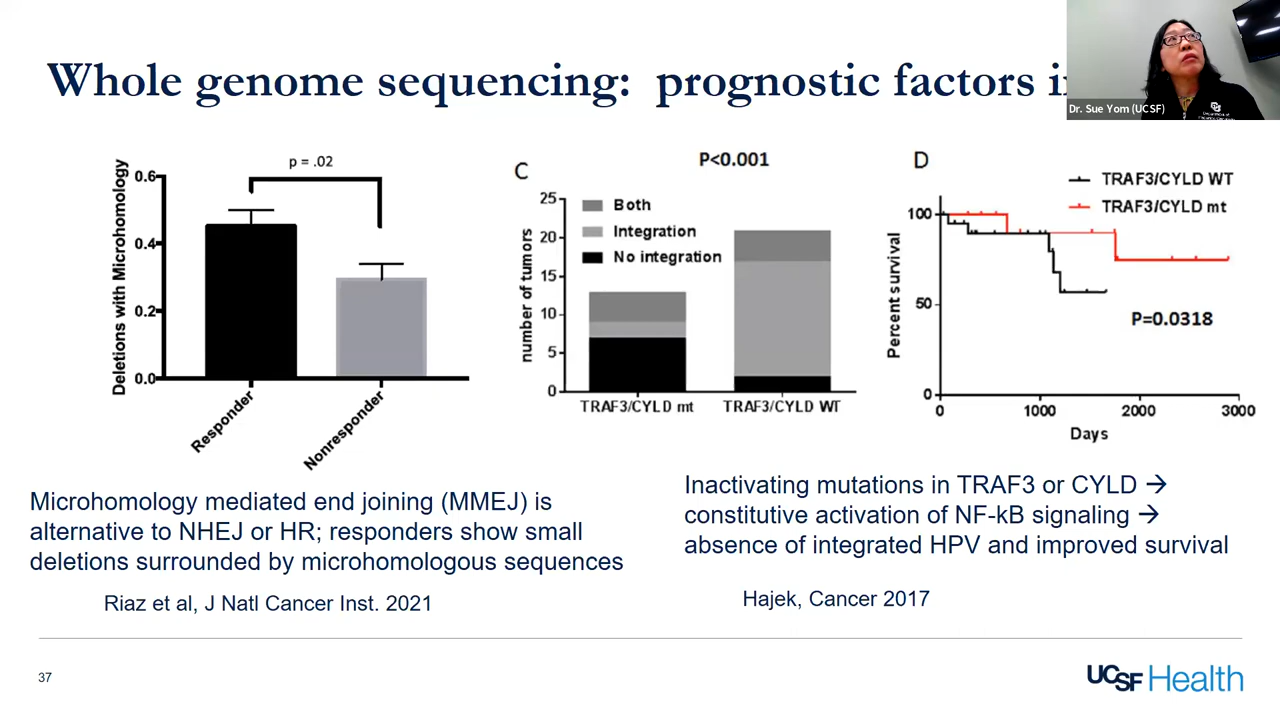 Whole genome sequencing: prognostic factors
Dr. Sue Yom (UCSF)
p = .02
Deletions with Microhomology
0.6
0.4
0.2
0.0
Responder
Nonresponder
C
P<0.001
number of tumors
25
20
15
10
5
0
Both
Integration
No integration
TRAF3/CYLD mt
TRAF3/CYLD WT
D
TRAF3/CYLD WT
TRAF3/CYLD mt
Percent survival
100
50
0
P=0.0318
0
1000
2000
3000
Days
Microhomology mediated end joining (MMEJ) is
alternative to NHEJ or HR; responders show small
deletions surrounded by microhomologous sequences
Riaz et al, J Natl Cancer Inst. 2021
Inactivating mutations in TRAF3 or CYLD →
constitutive activation of NF-kB signaling →
absence of integrated HPV and improved survival
Hajek, Cancer 2017
37
UCSF Health